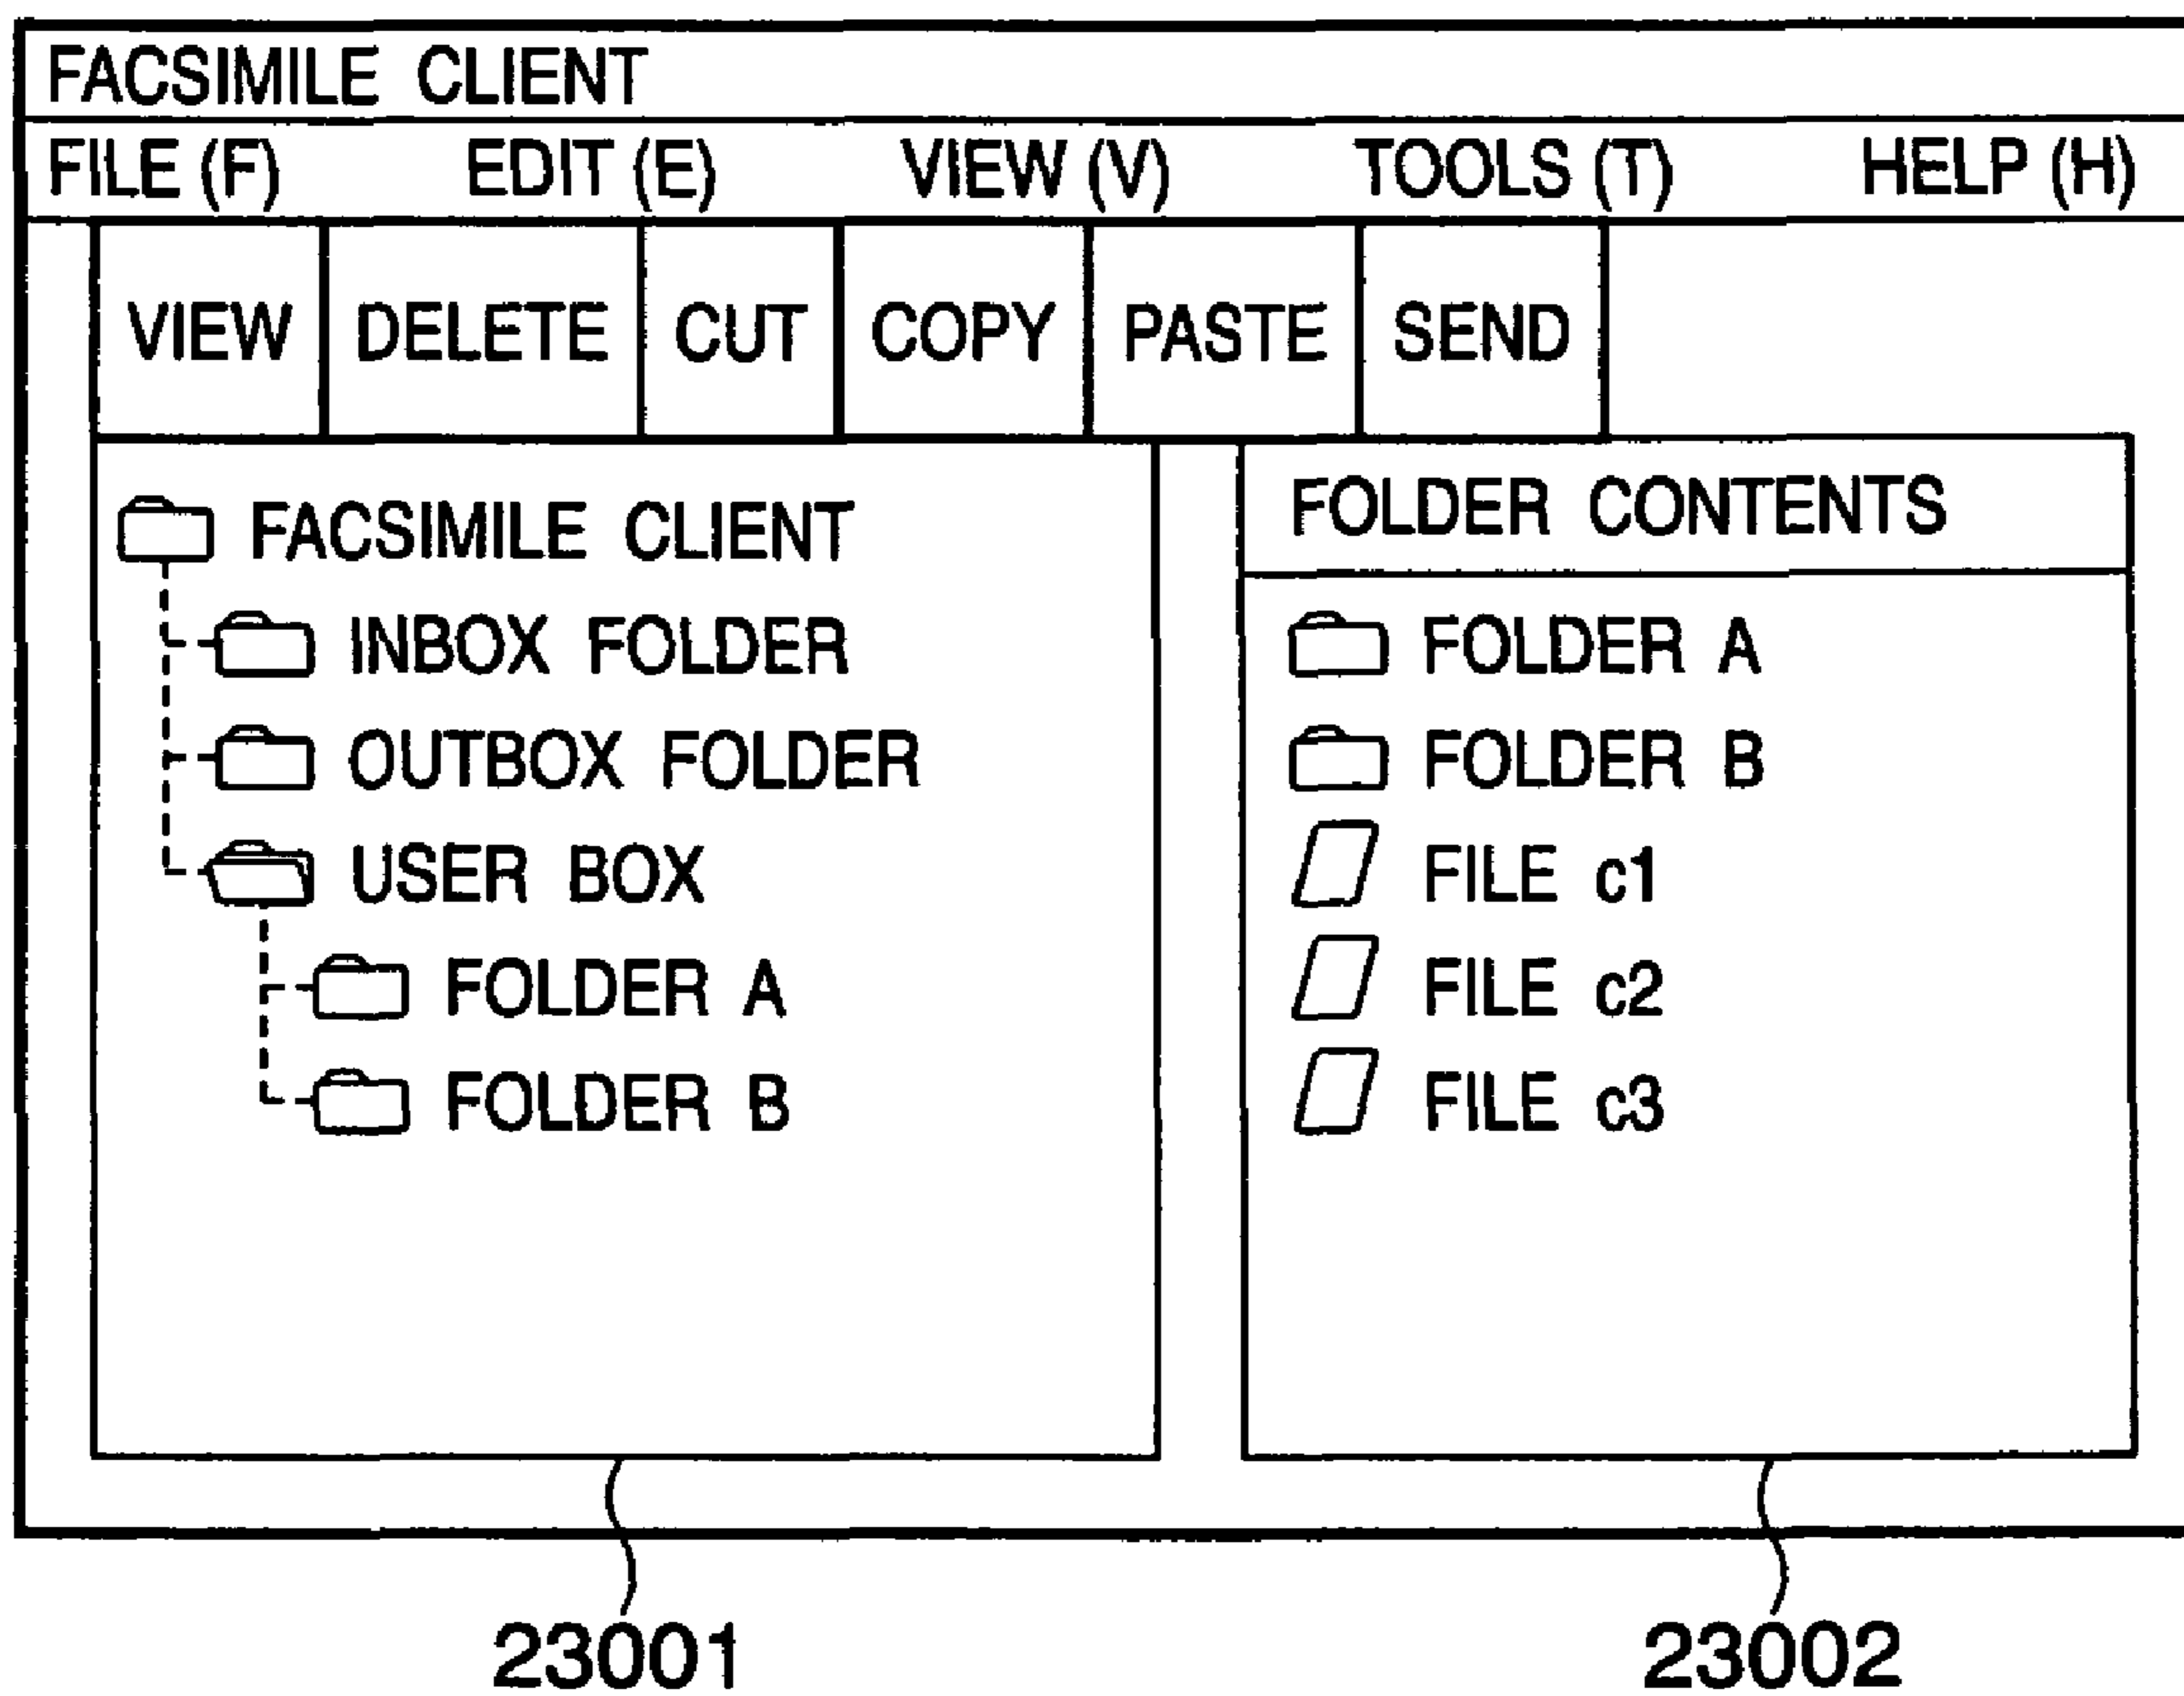 FACSIMILE CLIENT
FILE (F) EDIT (E) VIEW (V) TOOLS (T) HELP (H)
VIEW DELETE CUT COPY PASTE SEND
FACSIMILE CLIENT
INBOX FOLDER
OUTBOX FOLDER
USER BOX
FOLDER A
FOLDER B
FOLDER CONTENTS
FOLDER A
FOLDER B
FILE c1
FILE c2
FILE c3
23001 23002